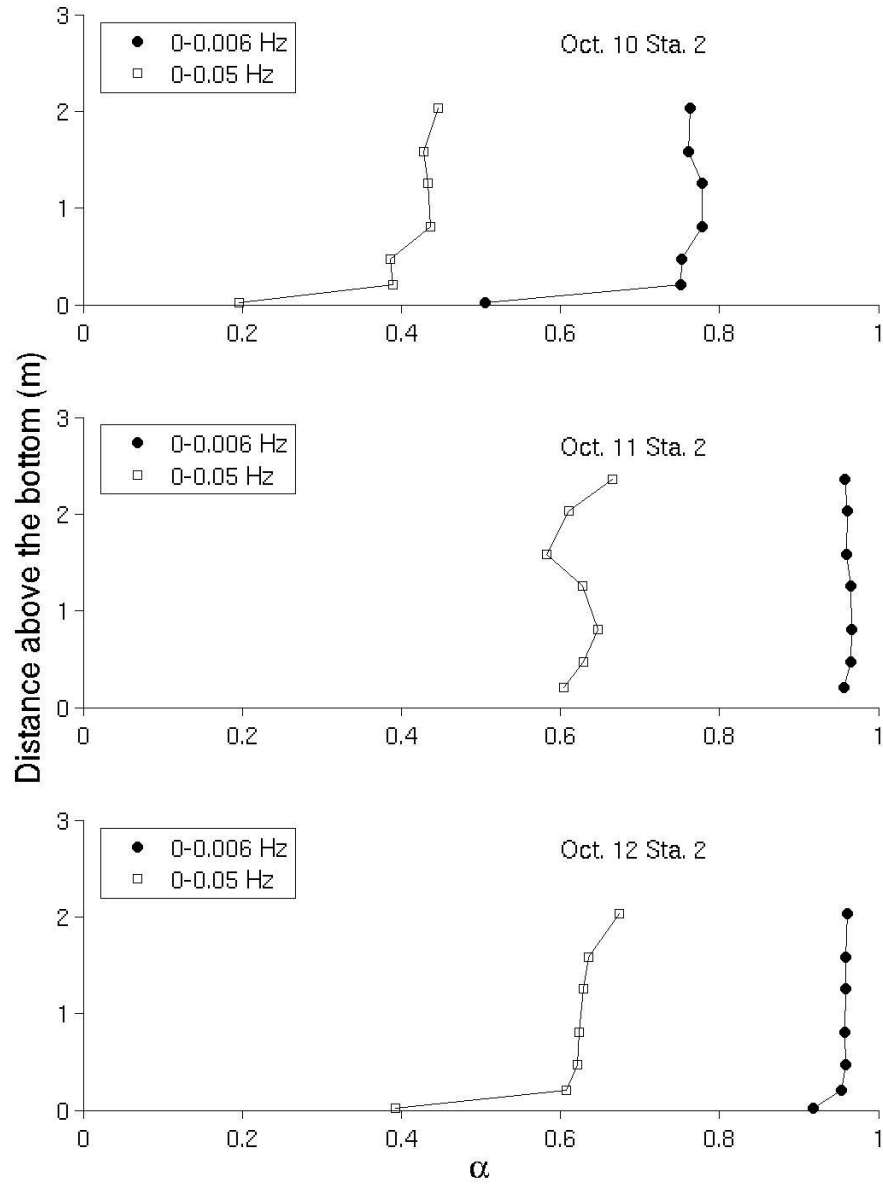 3
0-0.006 Hz
0-0.05 Hz
Oct. 10 Sta. 2
2
1
0
0 0.2 0.4 0.6 0.8 1
Distance above the bottom (m)
3
0-0.006 Hz
0-0.05 Hz
Oct. 11 Sta. 2
2
1
0
0 0.2 0.4 0.6 0.8 1
3
0-0.006 Hz
0-0.05 Hz
Oct. 12 Sta. 2
2
1
0
0 0.2 0.4 0.6 0.8 1
α